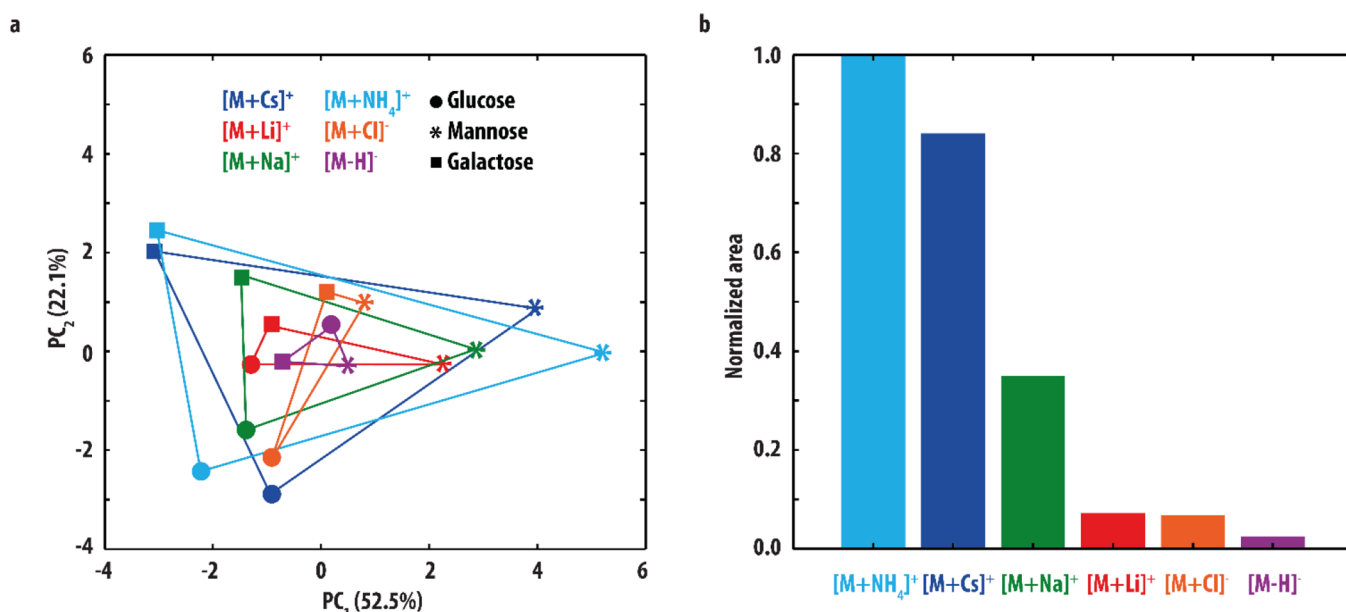 a
6
4
2
0
-2
-4
PC₂ (22.1%)
[M+Cs]⁺ [M+NH₄]⁺ Glucose
[M+Li]⁺ [M+Cl]⁻ Mannose
[M+Na]⁺ [M-H]⁻ Galactose
-4 -2 0 2 4 6
PC₁ (52.5%)
b
1.0
0.8
0.6
0.4
0.2
0.0
Normalized area
[M+NH₄]⁺ [M+Cs]⁺ [M+Na]⁺ [M+Li]⁺ [M+Cl]⁻ [M-H]⁻